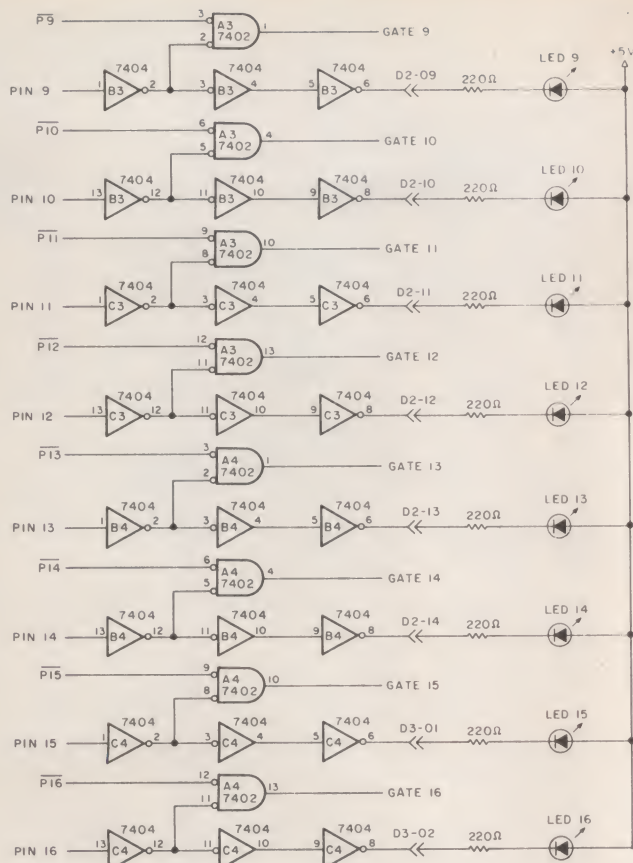 P9 3 A3 7402 1 GATE 9 LED 9 +5V
2
7404 7404 7404 D2-09 220Ω
PIN 9 1 B3 2 3 B3 4 5 B3 6
P10 6 A3 7402 4 GATE 10 LED 10
5
7404 7404 7404 D2-10 220Ω
PIN 10 13 B3 12 11 B3 10 9 B3 8
P11 9 A3 7402 10 GATE 11 LED 11
8
7404 7404 7404 D2-11 220Ω
PIN 11 1 C3 2 3 C3 4 5 C3 6
P12 12 A3 7402 13 GATE 12 LED 12
11
7404 7404 7404 D2-12 220Ω
PIN 12 13 C3 12 11 C3 10 9 C3 8
P13 3 A4 7402 1 GATE 13 LED 13
2
7404 7404 7404 D2-13 220Ω
PIN 13 1 B4 2 3 B4 4 5 B4 6
P14 6 A4 7402 4 GATE 14 LED 14
5
7404 7404 7404 D2-14 220Ω
PIN 14 13 B4 12 11 B4 10 9 B4 8
P15 9 A4 7402 10 GATE 15 LED 15
8
7404 7404 7404 D3-01 220Ω
PIN 15 1 C4 2 3 C4 4 5 C4 6
P16 12 A4 7402 13 GATE 16 LED 16
11
7404 7404 7404 D3-02 220Ω
PIN 16 13 C4 12 11 C4 10 9 C4 8